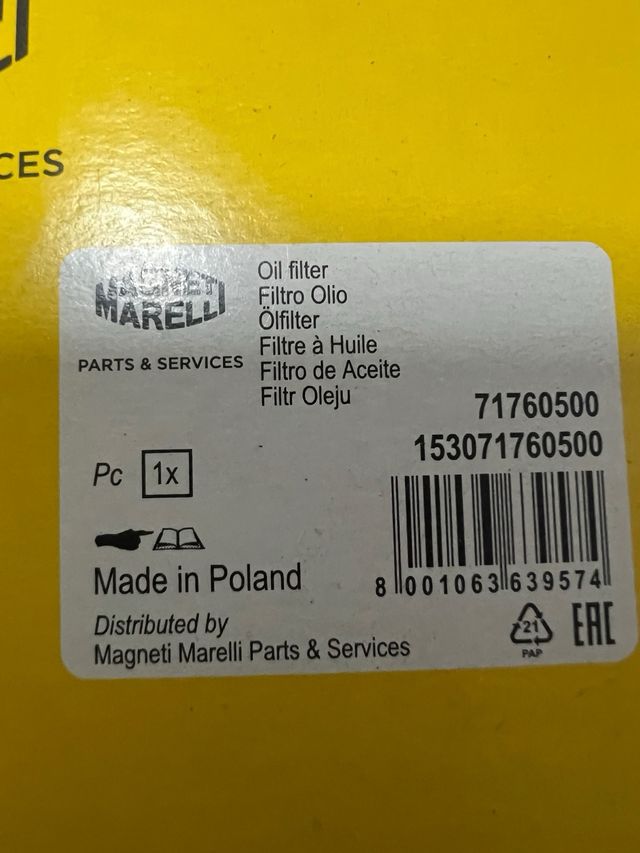 CES
MAGNETI
MARELLI
PARTS & SERVICES
Oil filter
Filtro Olio
Ölfilter
Filtre à Huile
Filtro de Aceite
Filtr Oleju
71760500
153071760500
Pc 1x
8 001063 639574
Made in Poland
Distributed by
Magneti Marelli Parts & Services
21
PAP
EAC